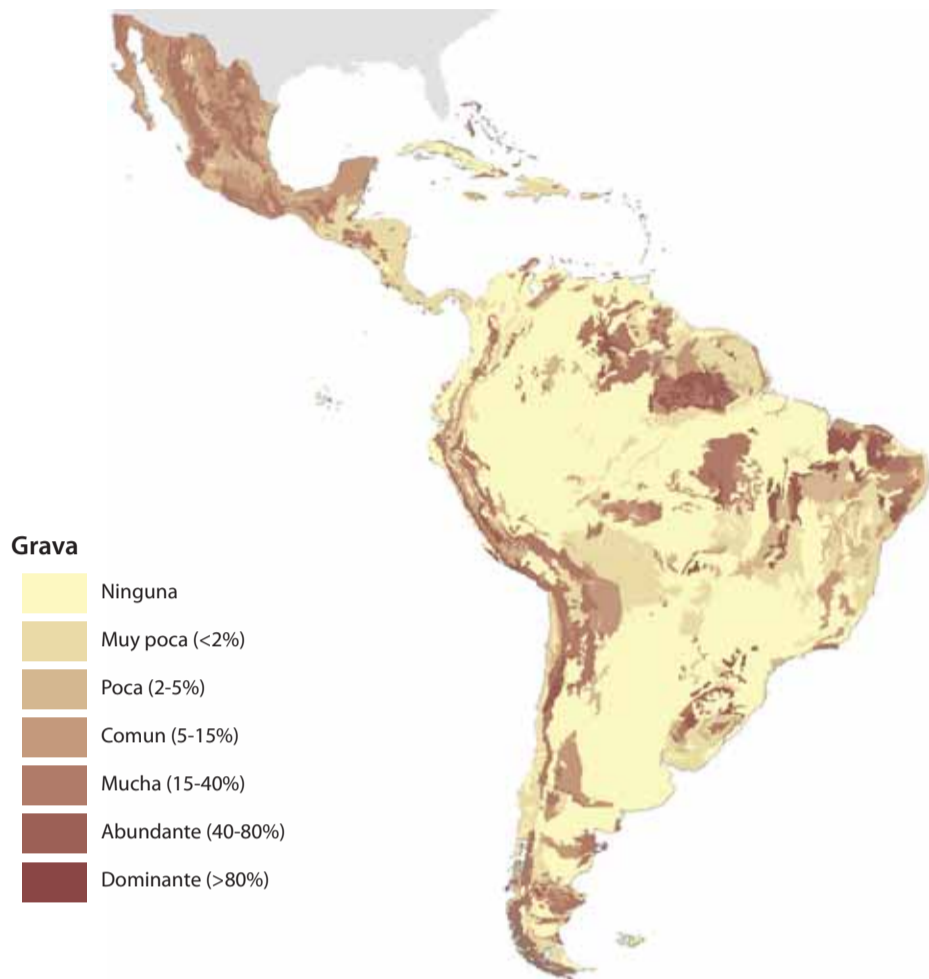 Grava
Ninguna
Muy poca (<2%)
Poca (2-5%)
Comun (5-15%)
Mucha (15-40%)
Abundante (40-80%)
Dominante (>80%)